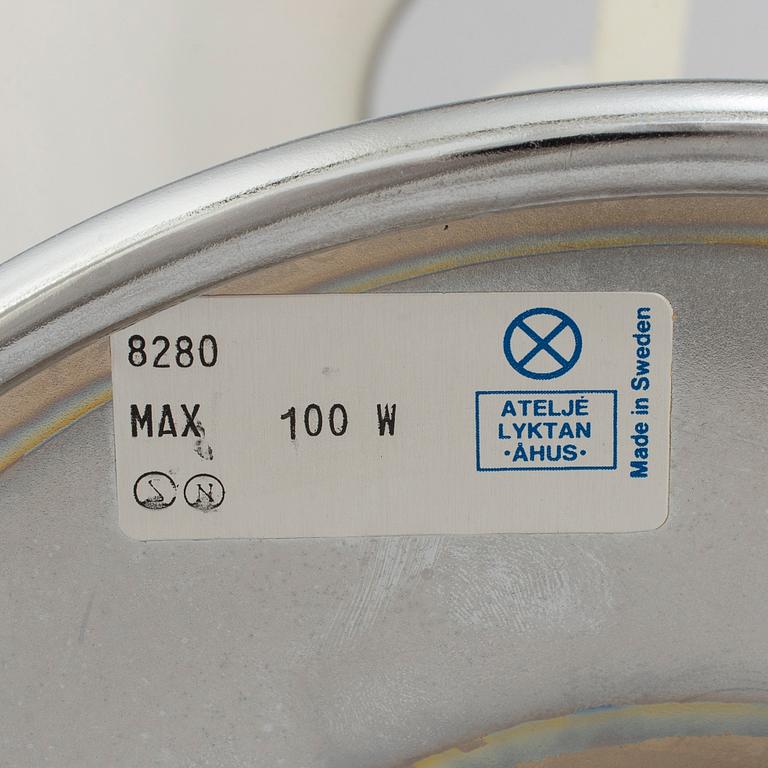 8280
MAX 100 W
ATELJÉ
LYKTAN
·ÅHUS·
Made in Sweden